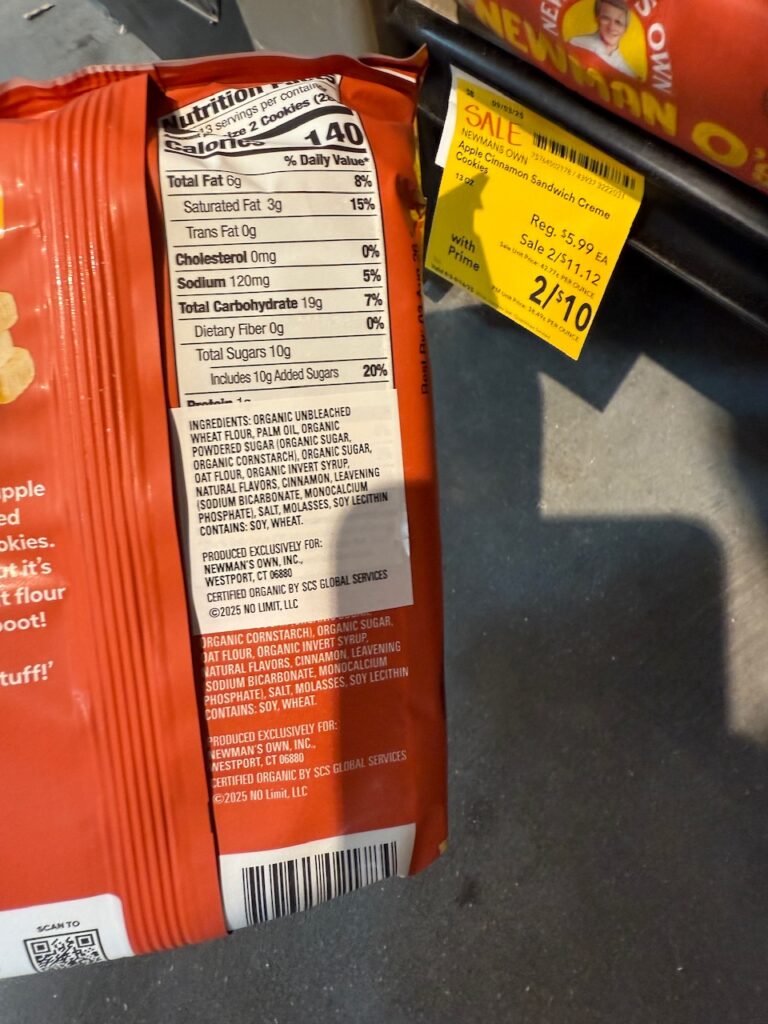 NEWMAN O'
OWN
Nutrition
13 servings per
ize 2 Cookies
Calories 140
% Daily Value*
Total Fat 6g 8%
Saturated Fat 3g 15%
Trans Fat 0g
Cholesterol 0mg 0%
Sodium 120mg 5%
Total Carbohydrate 19g 7%
Dietary Fiber 0g 0%
Total Sugars 10g
Includes 10g Added Sugars 20%
Protein 1g
INGREDIENTS: ORGANIC UNBLEACHED
WHEAT FLOUR, PALM OIL, ORGANIC
POWDERED SUGAR (ORGANIC SUGAR,
ORGANIC CORNSTARCH), ORGANIC SUGAR,
OAT FLOUR, ORGANIC INVERT SYRUP,
NATURAL FLAVORS, CINNAMON, LEAVENING
(SODIUM BICARBONATE, MONOCALCIUM
PHOSPHATE), SALT, MOLASSES, SOY LECITHIN
CONTAINS: SOY, WHEAT.
PRODUCED EXCLUSIVELY FOR:
NEWMAN'S OWN, INC.,
WESTPORT, CT 06880
CERTIFIED ORGANIC BY SCS GLOBAL SERVICES
©2025 NO LIMIT, LLC
ORGANIC CORNSTARCH), ORGANIC SUGAR,
OAT FLOUR, ORGANIC INVERT SYRUP,
NATURAL FLAVORS, CINNAMON, LEAVENING
SODIUM BICARBONATE, MONOCALCIUM
PHOSPHATE), SALT, MOLASSES, SOY LECITHIN
CONTAINS: SOY, WHEAT.
PRODUCED EXCLUSIVELY FOR:
NEWMAN'S OWN, INC.,
WESTPORT, CT 06880
CERTIFIED ORGANIC BY SCS GLOBAL SERVICES
©2025 NO Limit, LLC
pple
ed
okies.
ut it's
t flour
oot!
tuff!'
SCAN TO
Best By
SALE
NEWMANS OWN
Apple Cinnamon Sandwich Creme
Cookies
13 OZ
Reg. $5.99 EA
Sale 2/$11.12
with
Prime
2/$10